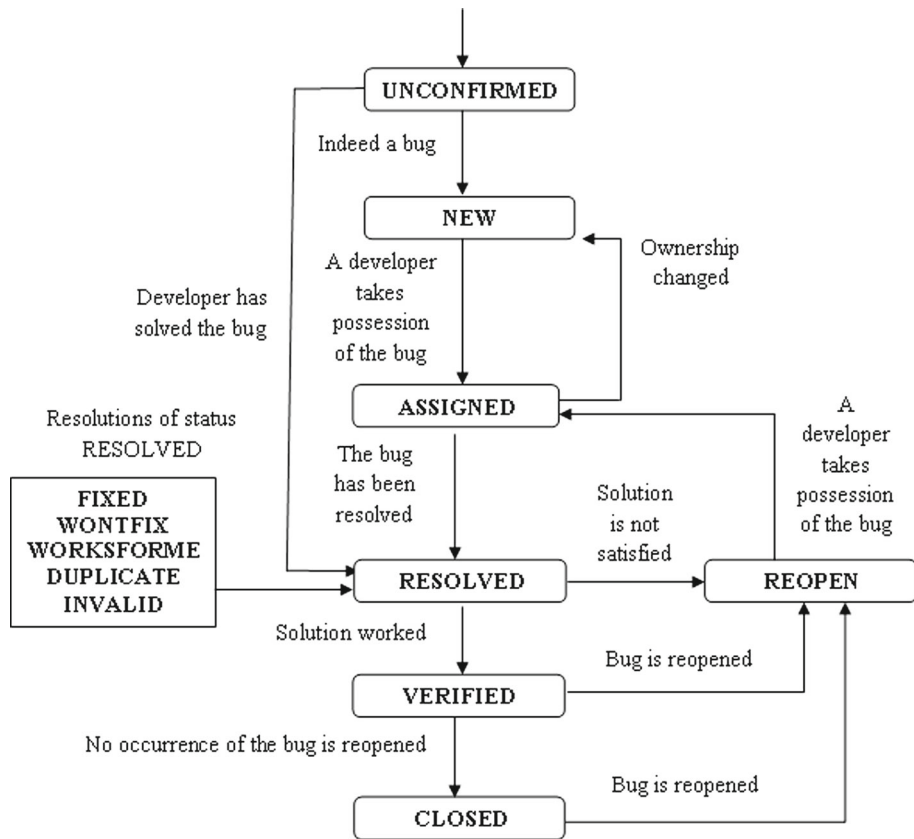 UNCONFIRMED
Indeed a bug
NEW
Ownership
changed
A developer
takes
possession
of the bug
Developer has
solved the bug
ASSIGNED
Resolutions of status
RESOLVED
FIXED
WONTFIX
WORKSFORME
DUPLICATE
INVALID
The bug
has been
resolved
Solution
is not
satisfied
A
developer
takes
possession
of the bug
RESOLVED
REOPEN
Solution worked
Bug is reopened
VERIFIED
No occurrence of the bug is reopened
Bug is reopened
CLOSED